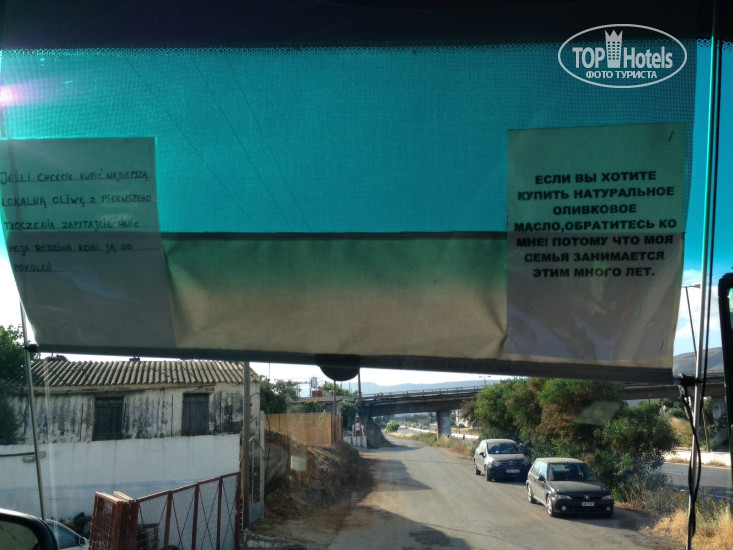 TOP Hotels
ФОТО ТУРИСТА
JEŚLI CHCECIE KUPIĆ NAJLEPSZĄ
LOKALNĄ OLIWĘ Z PIERWSZEGO
TŁOCZENIA ZAPYTAJCIE MNIE
MOJA RODZINA ROBI JĄ OD
POKOLEŃ
ЕСЛИ ВЫ ХОТИТЕ
КУПИТЬ НАТУРАЛЬНОЕ
ОЛИВКОВОЕ
МАСЛО,ОБРАТИТЕСЬ КО
МНЕ! ПОТОМУ ЧТО МОЯ
СЕМЬЯ ЗАНИМАЕТСЯ
ЭТИМ МНОГО ЛЕТ.